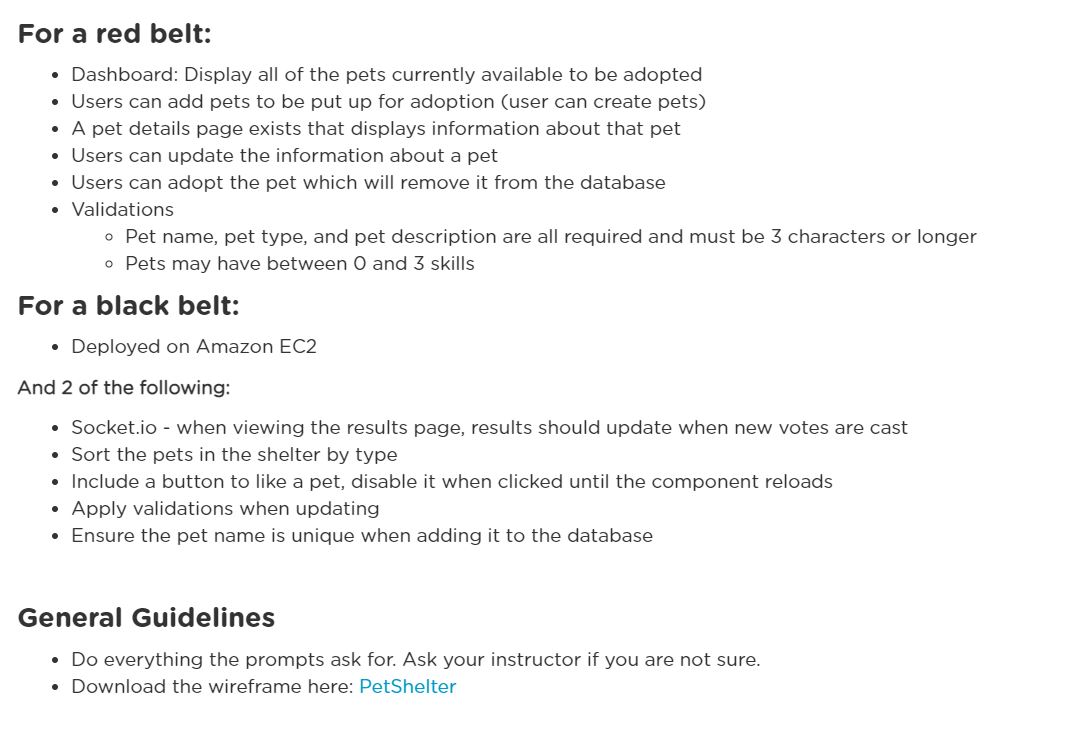 For a red belt:
Dashboard: Display all of the pets currently available to be adopted
Users can add pets to be put up for adoption (user can create pets)
A pet details page exists that displays information about that pet
Users can update the information about a pet
Users can adopt the pet which will remove it from the database
Validations
Pet name, pet type, and pet description are all required and must be 3 characters or longer
Pets may have between 0 and 3 skills
For a black belt:
Deployed on Amazon EC2
And 2 of the following:
Socket.io - when viewing the results page, results should update when new votes are cast
Sort the pets in the shelter by type
Include a button to like a pet, disable it when clicked until the component reloads
Apply validations when updating
Ensure the pet name is unique when adding it to the database
General Guidelines
Do everything the prompts ask for. Ask your instructor if you are not sure.
Download the wireframe here: PetShelter